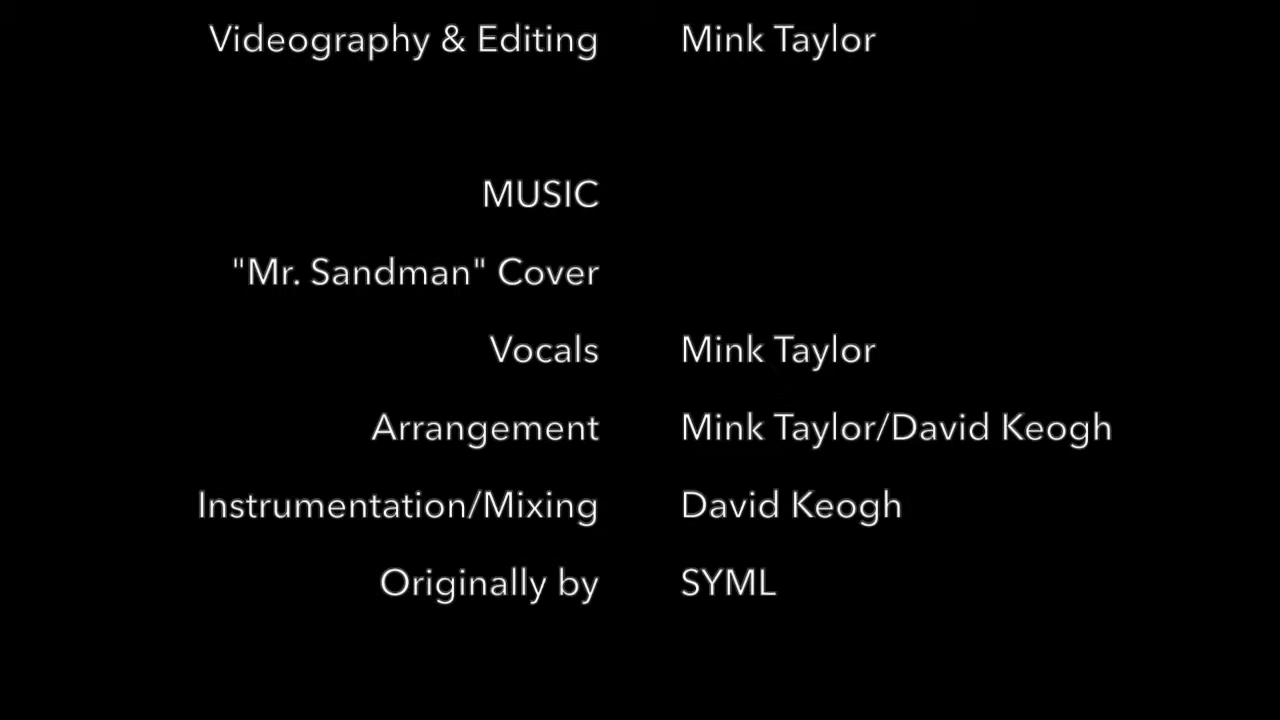 Videography & Editing Mink Taylor
MUSIC
"Mr. Sandman" Cover
Vocals Mink Taylor
Arrangement Mink Taylor/David Keogh
Instrumentation/Mixing David Keogh
Originally by SYML